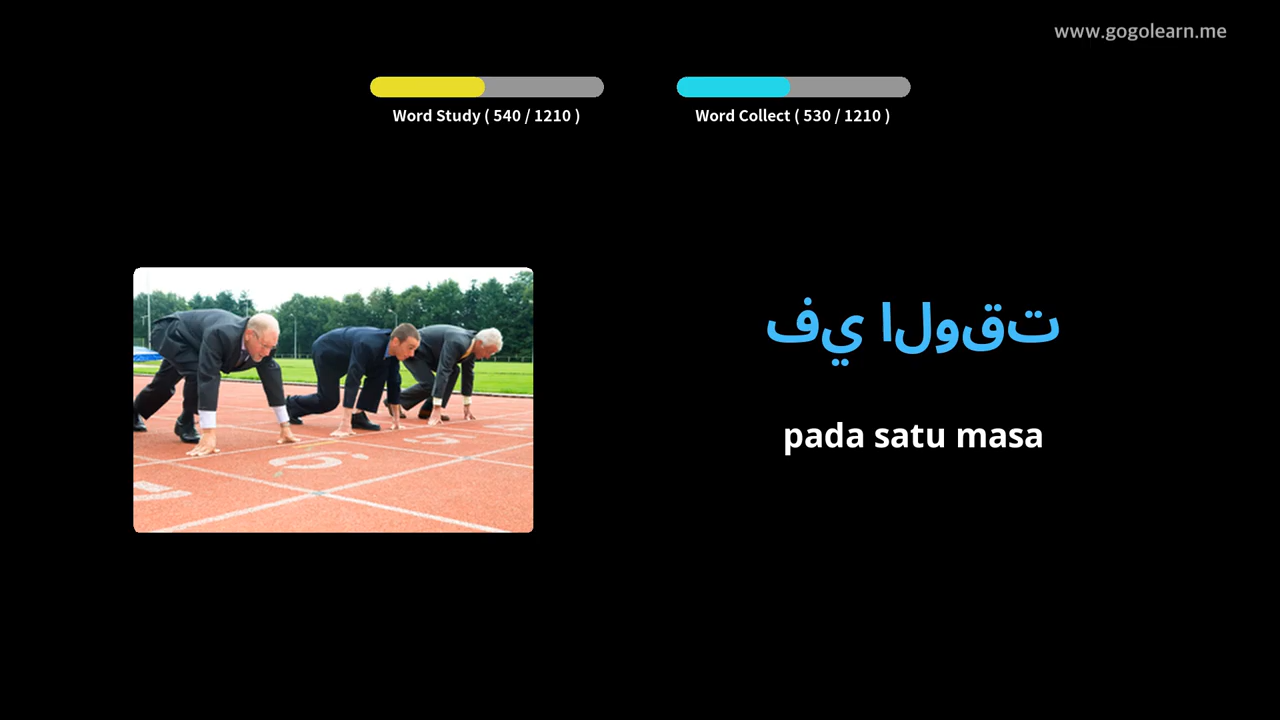 www.gogolearn.me
Word Study ( 540 / 1210 )
Word Collect ( 530 / 1210 )
في الوقت
pada satu masa